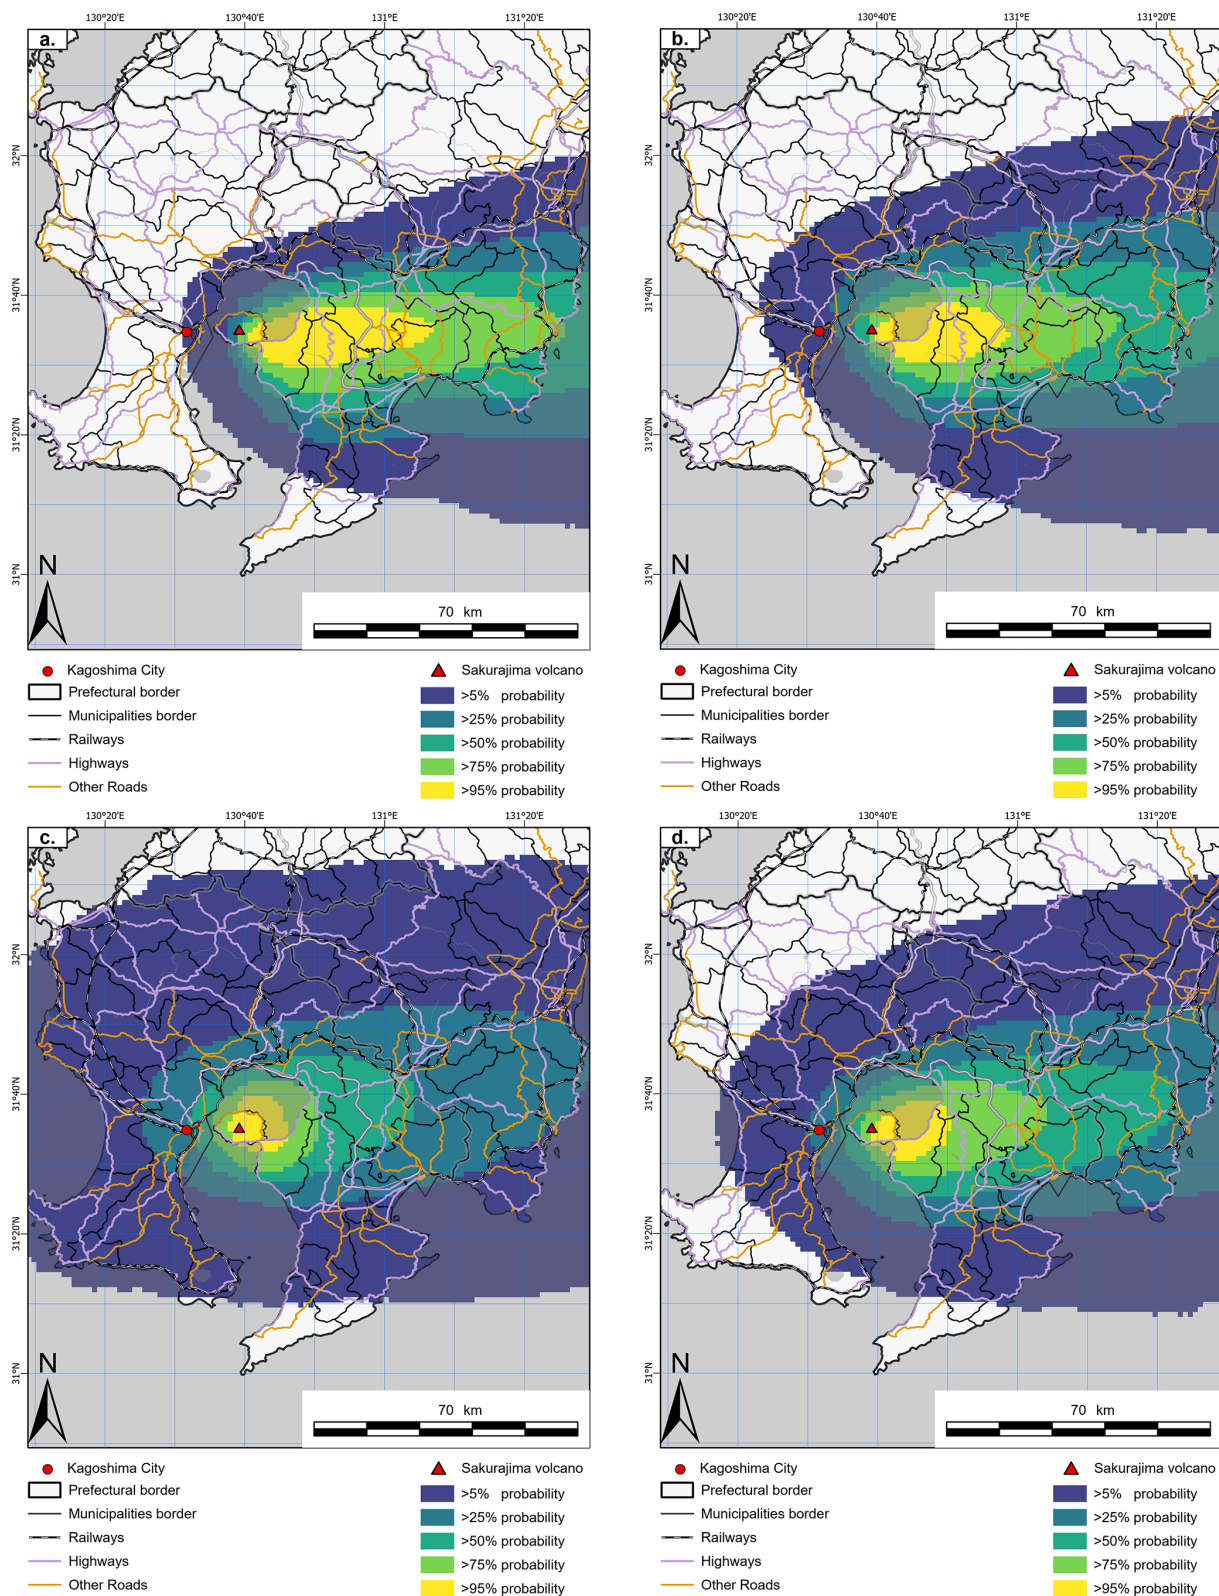 130°20'E 130°40'E 131°E 131°20'E
a.
32°N
31°40'N
31°20'N
31°N
N
70 km
Kagoshima City
Prefectural border
Municipalities border
Railways
Highways
Other Roads
Sakurajima volcano
>5% probability
>25% probability
>50% probability
>75% probability
>95% probability
130°20'E 130°40'E 131°E 131°20'E
b.
32°N
31°40'N
31°20'N
31°N
N
70 km
Kagoshima City
Prefectural border
Municipalities border
Railways
Highways
Other Roads
Sakurajima volcano
>5% probability
>25% probability
>50% probability
>75% probability
>95% probability
130°20'E 130°40'E 131°E 131°20'E
c.
32°N
31°40'N
31°20'N
31°N
N
70 km
Kagoshima City
Prefectural border
Municipalities border
Railways
Highways
Other Roads
Sakurajima volcano
>5% probability
>25% probability
>50% probability
>75% probability
>95% probability
130°20'E 130°40'E 131°E 131°20'E
d.
32°N
31°40'N
31°20'N
31°N
N
70 km
Kagoshima City
Prefectural border
Municipalities border
Railways
Highways
Other Roads
Sakurajima volcano
>5% probability
>25% probability
>50% probability
>75% probability
>95% probability